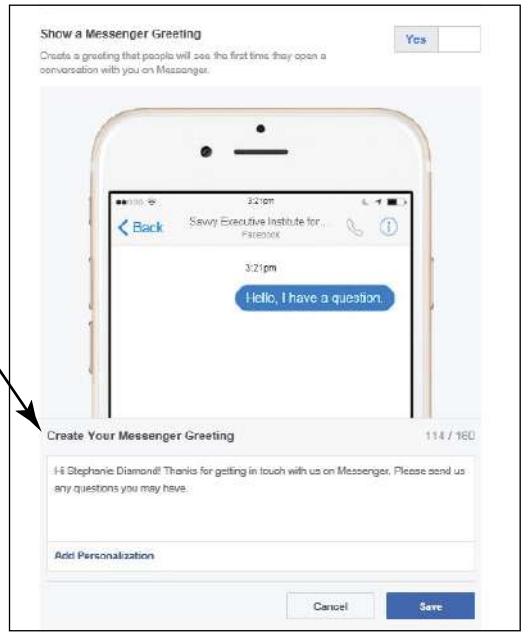 Show a Messenger Greeting
Yes
Create a greeting that people will see the first time they open a
conversation with you on Messenger.
3:21pm
Back
Savvy Executive Institute for...
Facebook
3:21pm
Hello, I have a question.
Create Your Messenger Greeting
114 / 160
Hi Stephanie Diamond! Thanks for getting in touch with us on Messenger. Please send us
any questions you may have.
Add Personalization
Cancel
Save